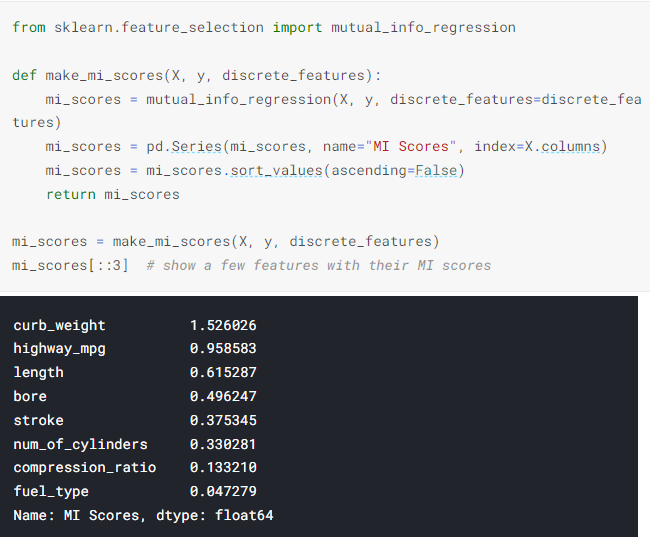 from sklearn.feature_selection import mutual_info_regression
def make_mi_scores(X, y, discrete_features):
    mi_scores = mutual_info_regression(X, y, discrete_features=discrete_fea
tures)
    mi_scores = pd.Series(mi_scores, name="MI Scores", index=X.columns)
    mi_scores = mi_scores.sort_values(ascending=False)
    return mi_scores
mi_scores = make_mi_scores(X, y, discrete_features)
mi_scores[::3]  # show a few features with their MI scores
curb_weight          1.526026
highway_mpg          0.958583
length               0.615287
bore                 0.496247
stroke               0.375345
num_of_cylinders     0.330281
compression_ratio    0.133210
fuel_type            0.047279
Name: MI Scores, dtype: float64